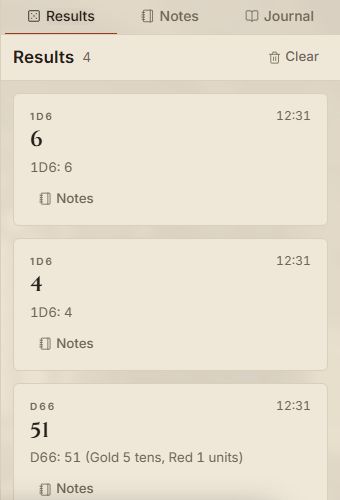 Results Notes Journal
Results 4 Clear
1D6 12:31
6
1D6: 6
Notes
1D6 12:31
4
1D6: 4
Notes
D66 12:31
51
D66: 51 (Gold 5 tens, Red 1 units)
Notes